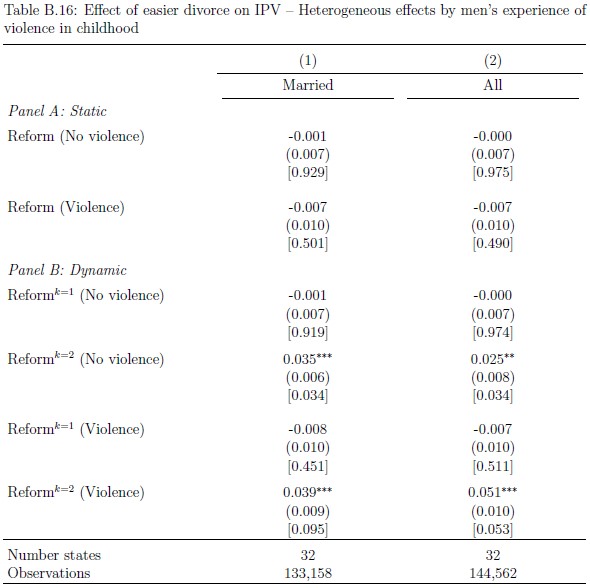 Table B.16: Effect of easier divorce on IPV – Heterogeneous effects by men's experience of
violence in childhood
(1) (2)
Married All
Panel A: Static
Reform (No violence) -0.001 -0.000
(0.007) (0.007)
[0.929] [0.975]
Reform (Violence) -0.007 -0.007
(0.010) (0.010)
[0.501] [0.490]
Panel B: Dynamic
Reform^{k=1} (No violence) -0.001 -0.000
(0.007) (0.007)
[0.919] [0.974]
Reform^{k=2} (No violence) 0.035*** 0.025**
(0.006) (0.008)
[0.034] [0.034]
Reform^{k=1} (Violence) -0.008 -0.007
(0.010) (0.010)
[0.451] [0.511]
Reform^{k=2} (Violence) 0.039*** 0.051***
(0.009) (0.010)
[0.095] [0.053]
Number states 32 32
Observations 133,158 144,562